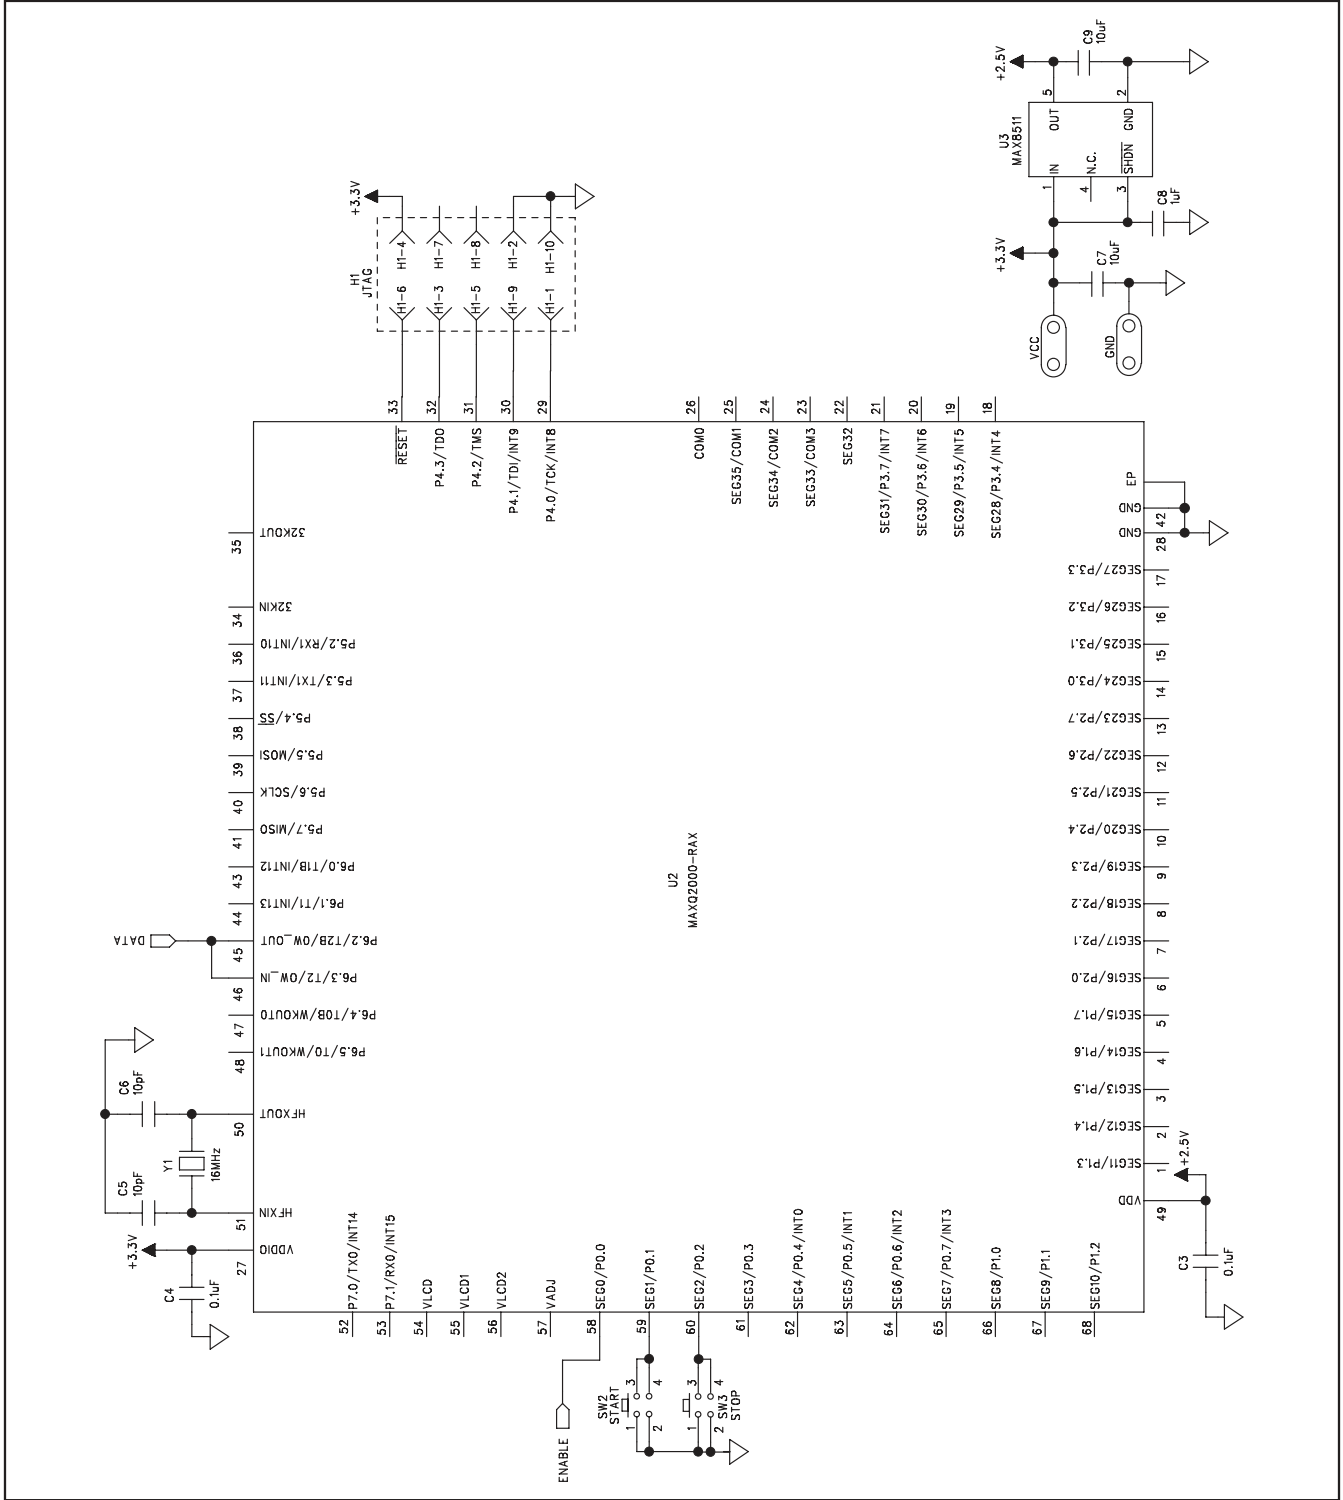 +2.5V
C9
10uF
5
2
OUT
GND
U3
MAX8511
IN
N.C.
SHDN
1
4
3
C8
1uF
+3.3V
C7
10uF
VCC
GND
+3.3V
H1
JTAG
H1-6 H1-4
H1-3 H1-7
H1-5 H1-8
H1-9 H1-2
H1-1 H1-10
33
32
31
30
29
26
25
24
23
22
21
20
19
18
RESET
P4.3/TDO
P4.2/TMS
P4.1/TDI/INT9
P4.0/TCK/INT8
COM0
SEG35/COM1
SEG34/COM2
SEG33/COM3
SEG32
SEG31/P3.7/INT7
SEG30/P3.6/INT6
SEG29/P3.5/INT5
SEG28/P3.4/INT4
35 32KOUT
34 32KIN
36 P5.2/RX1/INT10
37 P5.3/TX1/INT11
38 P5.4/SS
39 P5.5/MOSI
40 P5.6/SCLK
41 P5.7/MISO
43 P6.0/T1B/INT12
44 P6.1/T1/INT13
DATA
45 P6.2/T2B/OW_OUT
46 P6.3/T2/OW_IN
47 P6.4/T0B/WKOUT0
48 P6.5/T0/WKOUT1
C6
10pF
50 HFXOUT
Y1
16MHz
C5
10pF
51 HFXIN
+3.3V
27 VDDIO
C4
0.1uF
U2
MAXQ2000-RAX
EP
GND 42
GND 28
SEG27/P3.3 17
SEG26/P3.2 16
SEG25/P3.1 15
SEG24/P3.0 14
SEG23/P2.7 13
SEG22/P2.6 12
SEG21/P2.5 11
SEG20/P2.4 10
SEG19/P2.3 9
SEG18/P2.2 8
SEG17/P2.1 7
SEG16/P2.0 6
SEG15/P1.7 5
SEG14/P1.6 4
SEG13/P1.5 3
SEG12/P1.4 2
SEG11/P1.3 1
+2.5V
VDD 49
C3
0.1uF
P7.0/TX0/INT14
P7.1/RX0/INT15
VLCD
VLCD1
VLCD2
VADJ
SEG0/P0.0
SEG1/P0.1
SEG2/P0.2
SEG3/P0.3
SEG4/P0.4/INT0
SEG5/P0.5/INT1
SEG6/P0.6/INT2
SEG7/P0.7/INT3
SEG8/P1.0
SEG9/P1.1
SEG10/P1.2
52
53
54
55
56
57
58
59
60
61
62
63
64
65
66
67
68
ENABLE
SW2
START
1
2
3
4
SW3
STOP
1
2
3
4